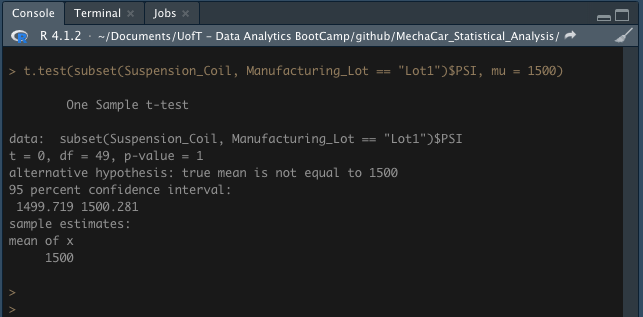 Console Terminal × Jobs ×
R 4.1.2 · ~/Documents/UofT – Data Analytics BootCamp/github/MechaCar_Statistical_Analysis/
> t.test(subset(Suspension_Coil, Manufacturing_Lot == "Lot1")$PSI, mu = 1500)
One Sample t-test
data:  subset(Suspension_Coil, Manufacturing_Lot == "Lot1")$PSI
t = 0, df = 49, p-value = 1
alternative hypothesis: true mean is not equal to 1500
95 percent confidence interval:
1499.719 1500.281
sample estimates:
mean of x
1500
>
>